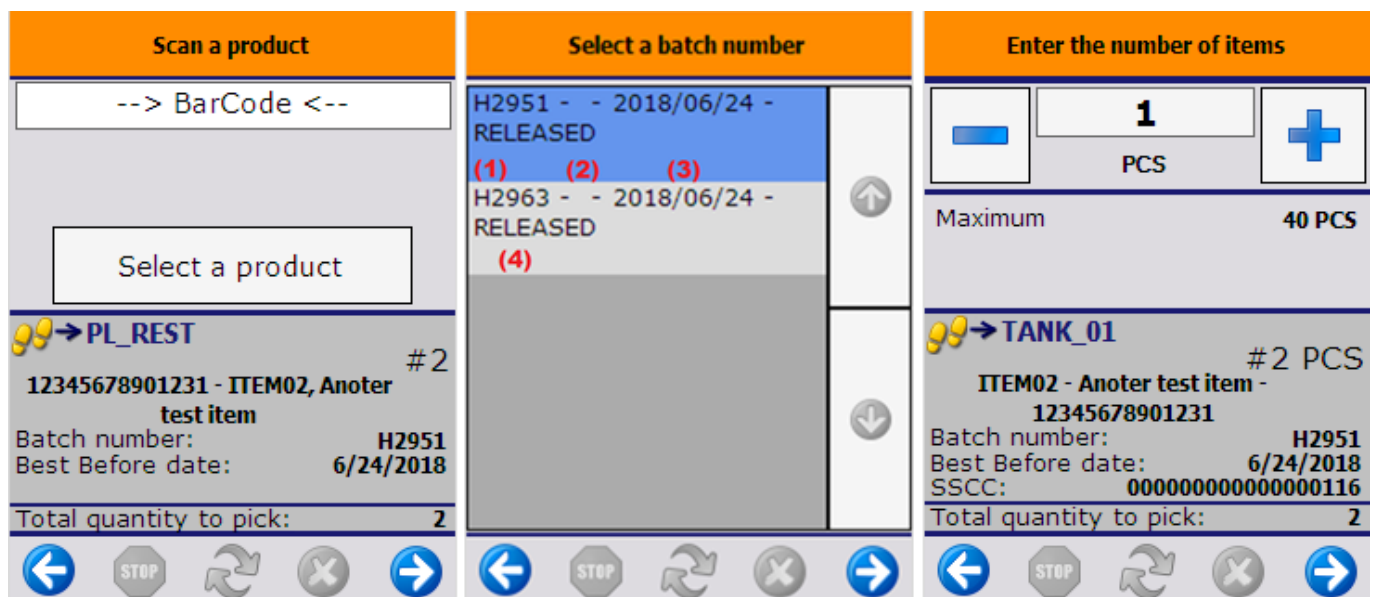 Scan a product
--> BarCode <--
Select a product
→ PL_REST
#2
12345678901231 - ITEM02, Anoter
test item
Batch number: H2951
Best Before date: 6/24/2018
Total quantity to pick: 2
STOP
Select a batch number
H2951 - - 2018/06/24 -
RELEASED
(1) (2) (3)
H2963 - - 2018/06/24 -
RELEASED
(4)
STOP
Enter the number of items
1
PCS
Maximum 40 PCS
→ TANK_01
#2 PCS
ITEM02 - Anoter test item -
12345678901231
Batch number: H2951
Best Before date: 6/24/2018
SSCC: 000000000000000116
Total quantity to pick: 2
STOP